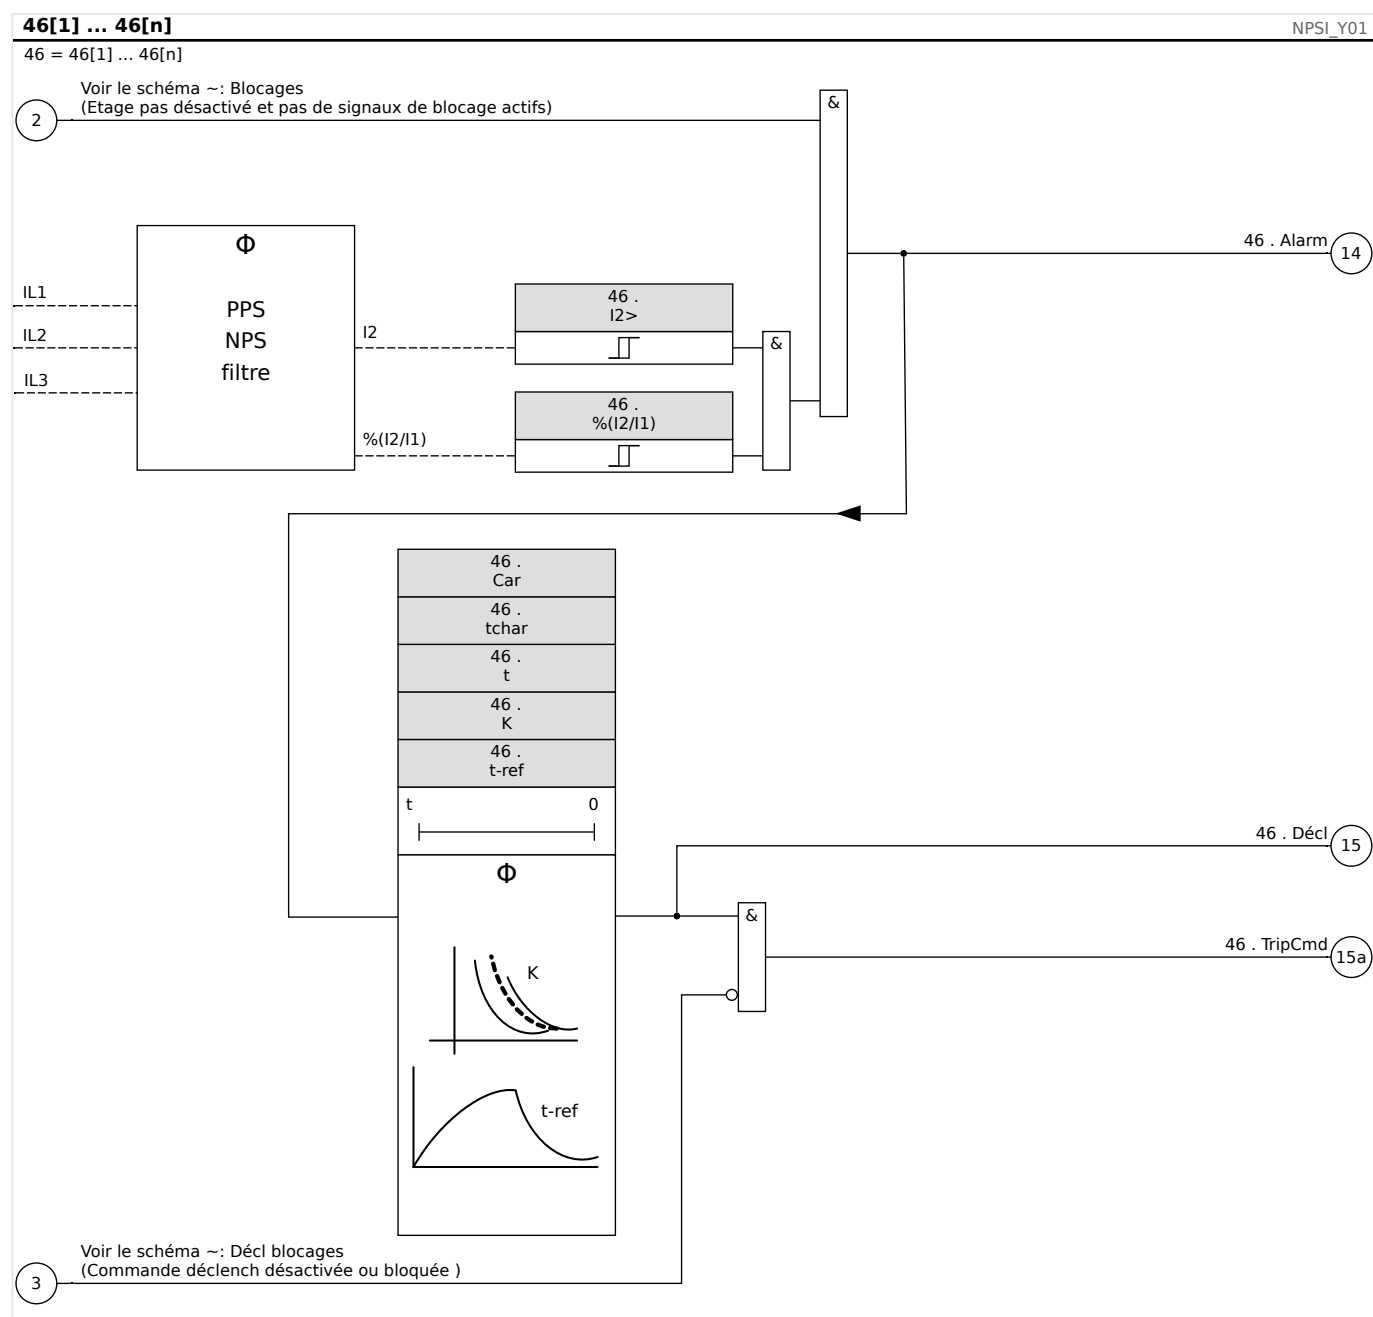 46[1] ... 46[n]
NPSI_Y01
46 = 46[1] ... 46[n]
Voir le schéma ~: Blocages
(Etage pas désactivé et pas de signaux de blocage actifs)
2
&
46 . Alarm
14
Φ
PPS
NPS
filtre
IL1
IL2
IL3
I2
%(I2/I1)
46 .
I2>
46 .
%(I2/I1)
&
46 .
Car
46 .
tchar
46 .
t
46 .
K
46 .
t-ref
t 0
Φ
K
t-ref
46 . Décl
15
&
46 . TripCmd
15a
Voir le schéma ~: Décl blocages
(Commande déclench désactivée ou bloquée )
3